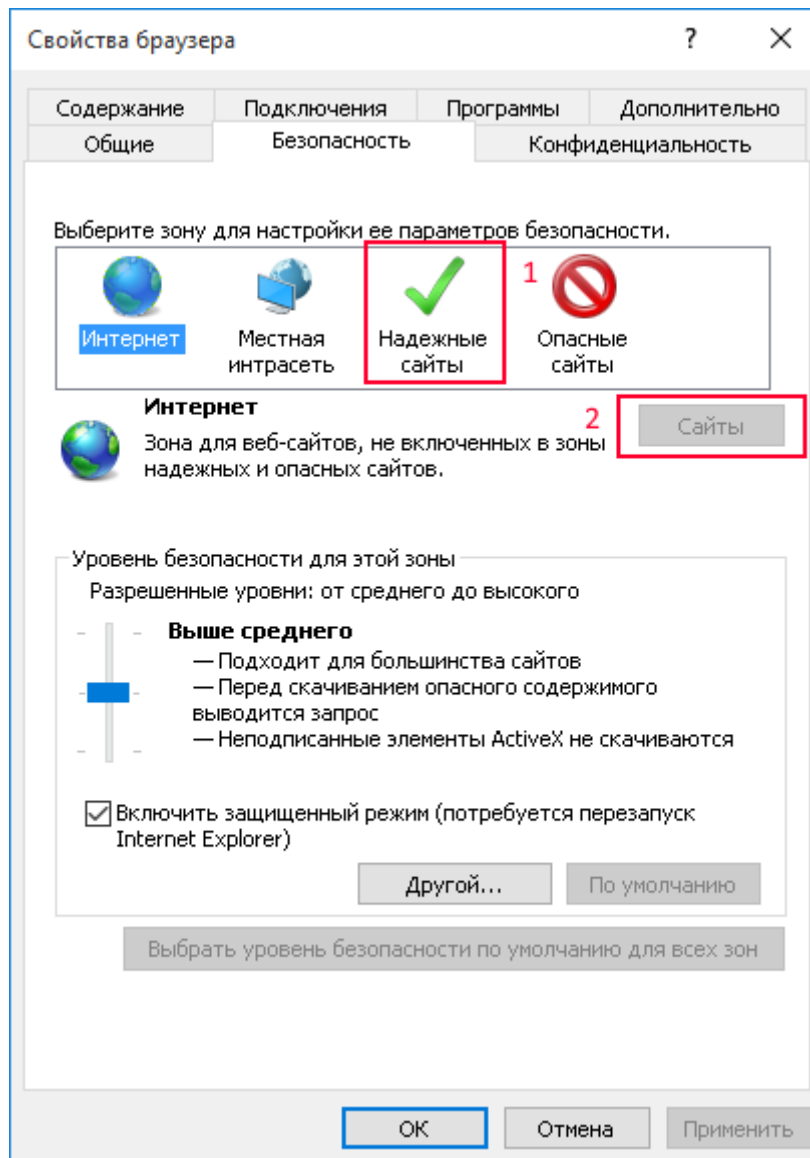 Свойства браузера
?
Содержание Подключения Программы Дополнительно
Общие Безопасность Конфиденциальность
Выберите зону для настройки ее параметров безопасности.
1
Интернет Местная Надежные Опасные
интрасеть сайты сайты
Интернет
2
Сайты
Зона для веб-сайтов, не включенных в зоны
надежных и опасных сайтов.
Уровень безопасности для этой зоны
Разрешенные уровни: от среднего до высокого
Выше среднего
— Подходит для большинства сайтов
— Перед скачиванием опасного содержимого
выводится запрос
— Неподписанные элементы ActiveX не скачиваются
Включить защищенный режим (потребуется перезапуск
Internet Explorer)
Другой... По умолчанию
Выбрать уровень безопасности по умолчанию для всех зон
ОК Отмена Применить